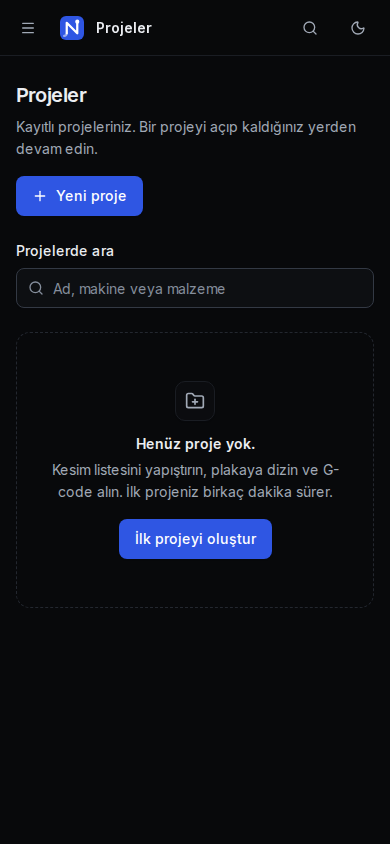 Projeler
Projeler
Kayıtlı projeleriniz. Bir projeyi açıp kaldığınız yerden
devam edin.
Yeni proje
Projelerde ara
Ad, makine veya malzeme
Henüz proje yok.
Kesim listesini yapıştırın, plakaya dizin ve G-
code alın. İlk projeniz birkaç dakika sürer.
İlk projeyi oluştur